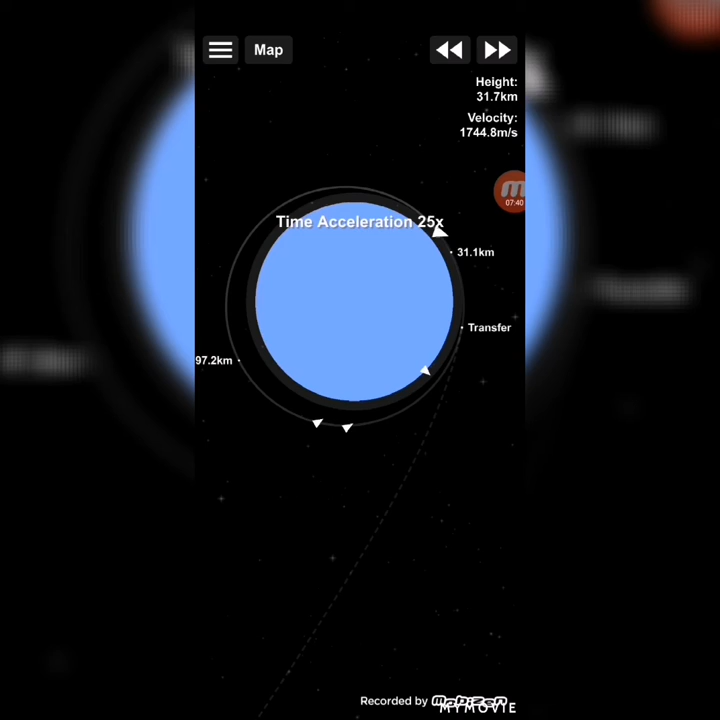 Map
Height:
31.7km
Velocity:
1744.8m/s
07:40
Time Acceleration 25x
31.1km
Transfer
97.2km
Recorded by
MYMOVIE